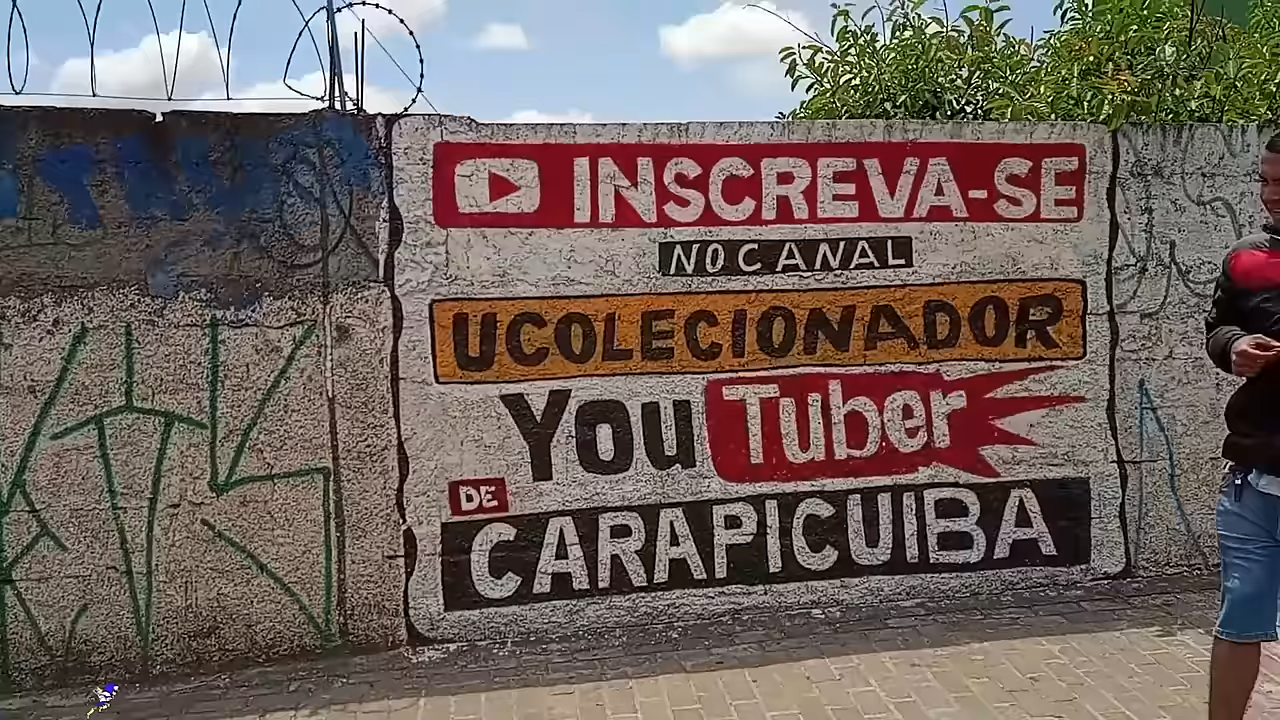 INSCREVA-SE
NO CANAL
UCOLECIONADOR
YouTuber
DE
CARAPICUIBA